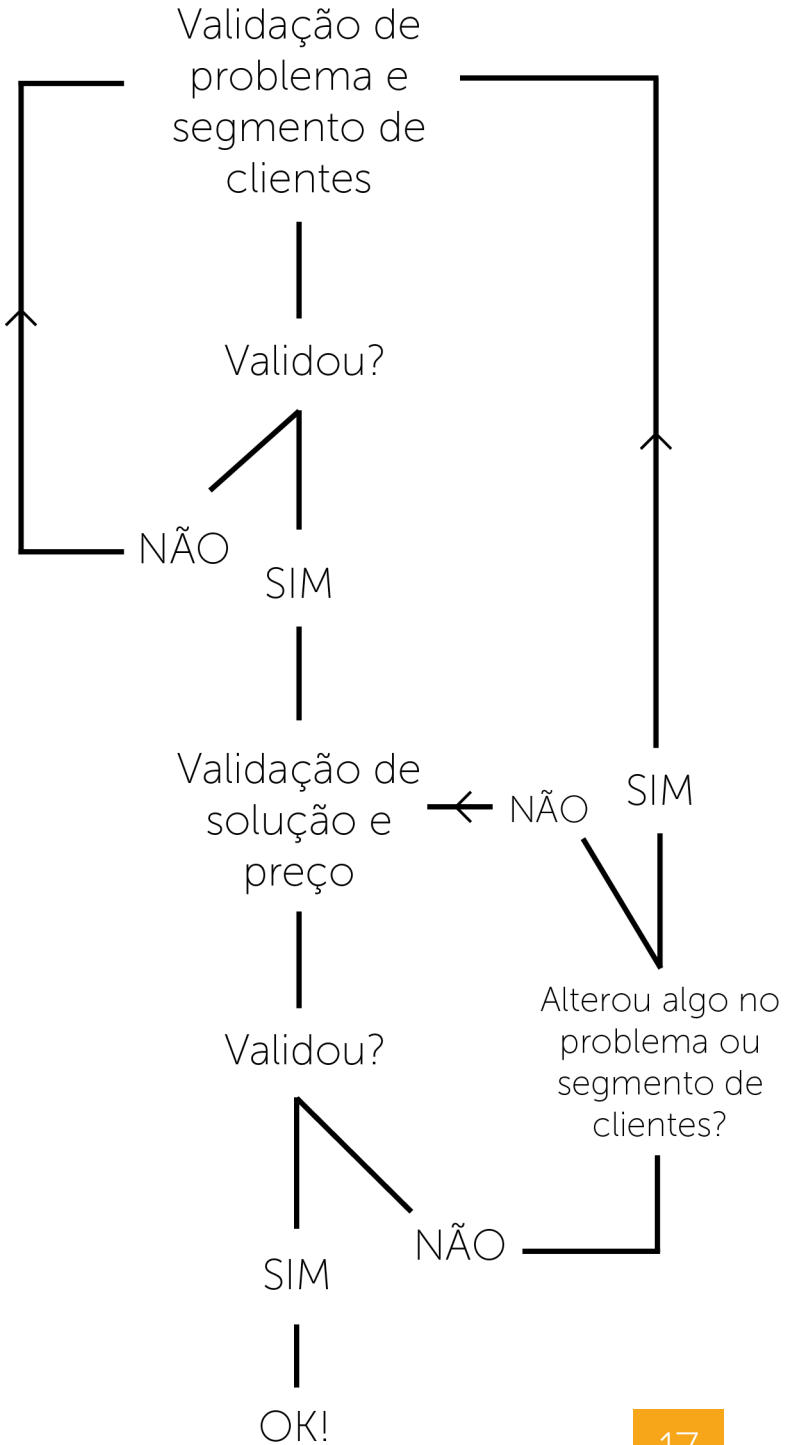 Validação de
problema e
segmento de
clientes
Validou?
NÃO
SIM
Validação de
solução e
preço
NÃO
SIM
Alterou algo no
problema ou
segmento de
clientes?
Validou?
NÃO
SIM
OK!
17